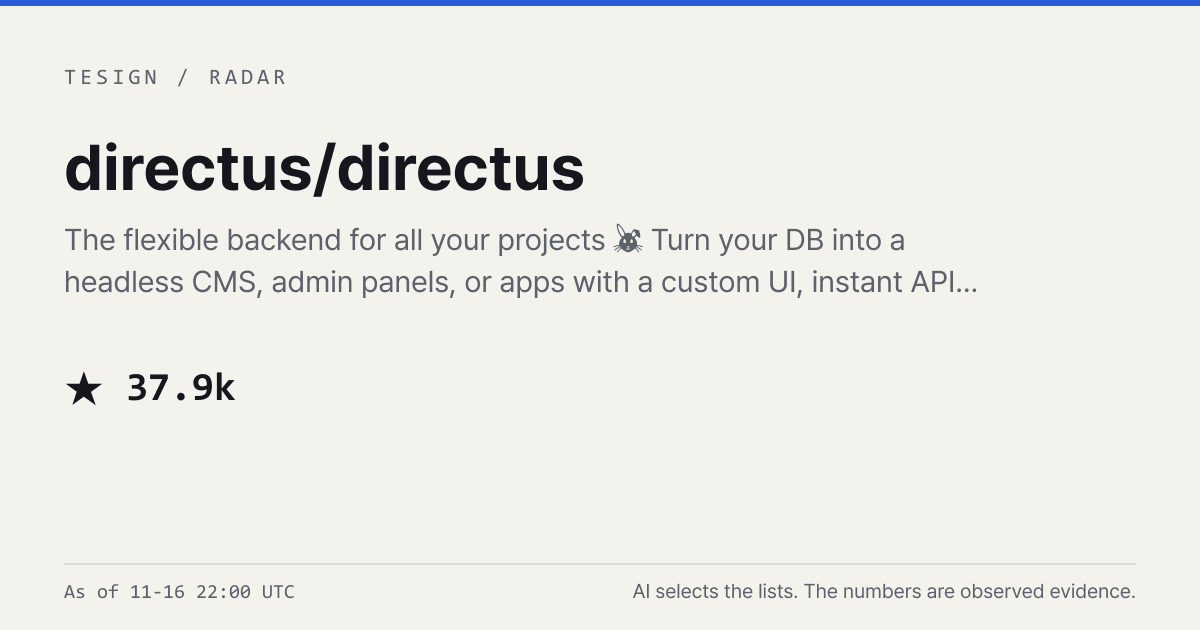 TESIGN / RADAR
directus/directus
The flexible backend for all your projects 🐰 Turn your DB into a
headless CMS, admin panels, or apps with a custom UI, instant API...
★ 37.9k
As of 11-16 22:00 UTC
AI selects the lists. The numbers are observed evidence.